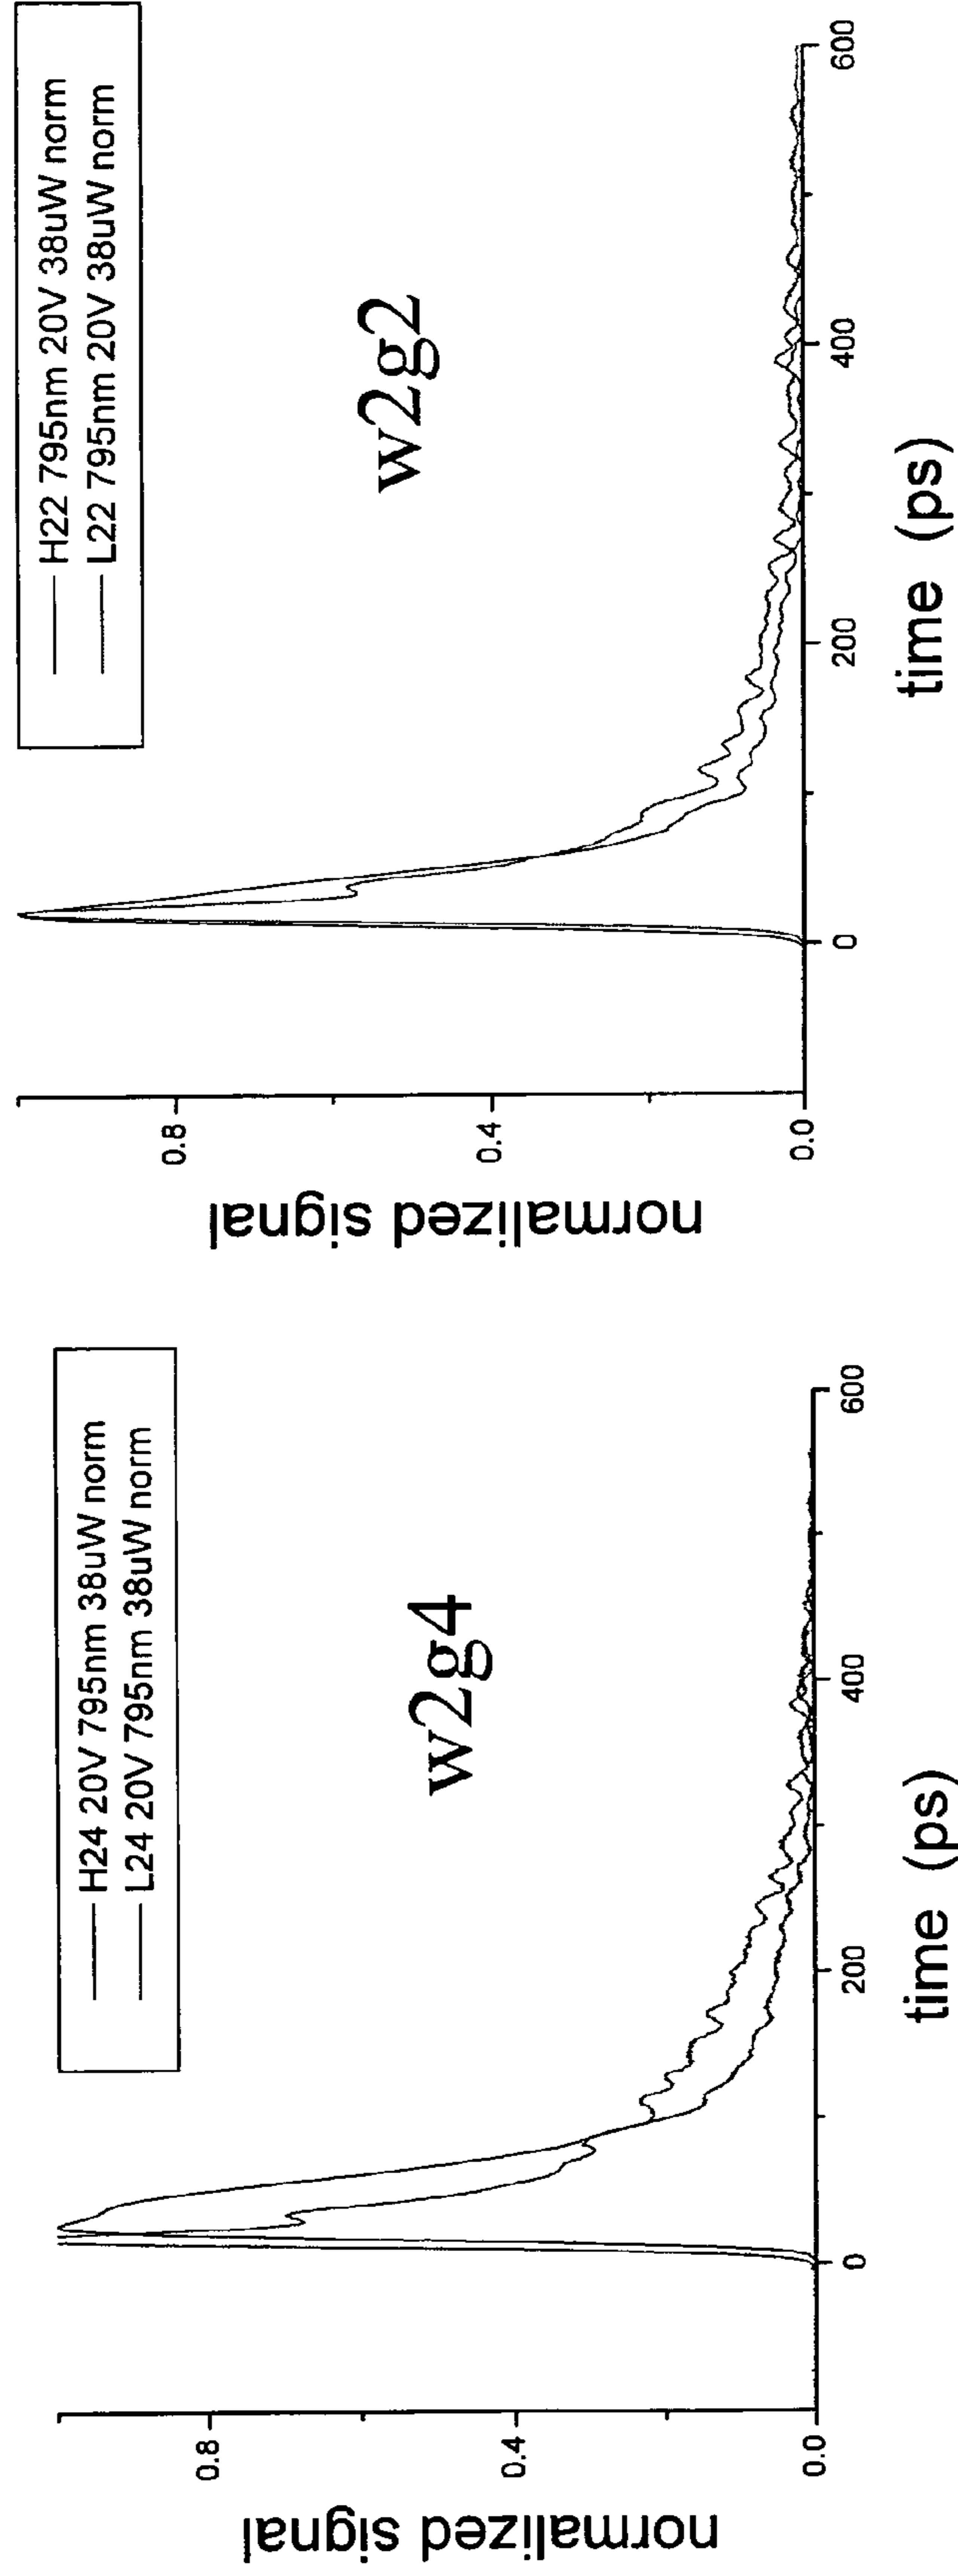 H24 20V 795nm 38uW norm
L24 20V 795nm 38uW norm
w2g4
normalized signal
0.8
0.4
0.0
0
200
400
600
time (ps)
H22 795nm 20V 38uW norm
L22 795nm 20V 38uW norm
w2g2
normalized signal
0.8
0.4
0.0
0
200
400
600
time (ps)